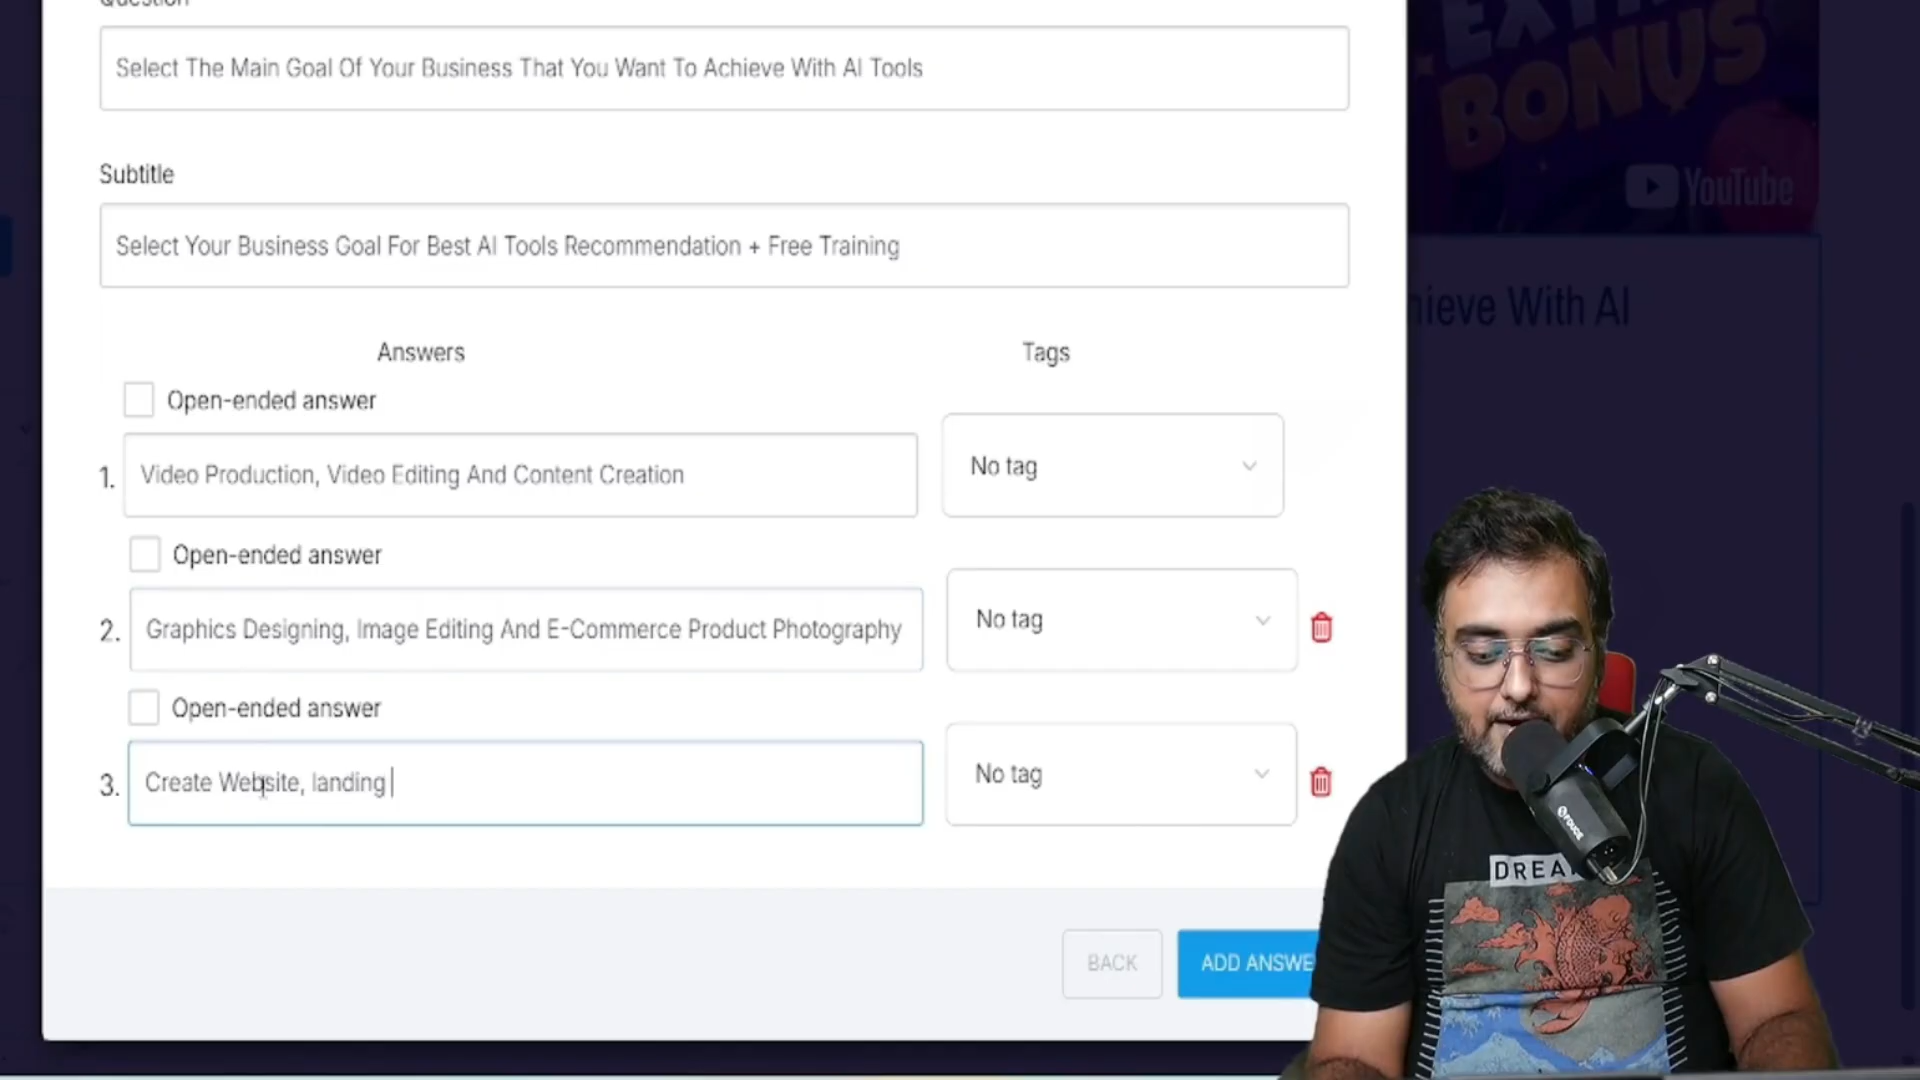 Question
Select The Main Goal Of Your Business That You Want To Achieve With AI Tools
Subtitle
Select Your Business Goal For Best AI Tools Recommendation + Free Training
Answers
Tags
Open-ended answer
1.
Video Production, Video Editing And Content Creation
No tag
Open-ended answer
2.
Graphics Designing, Image Editing And E-Commerce Product Photography
No tag
Open-ended answer
3.
Create Website, landing
No tag
BACK
ADD ANSWE
BONUS
YouTube
hieve With AI
DREA